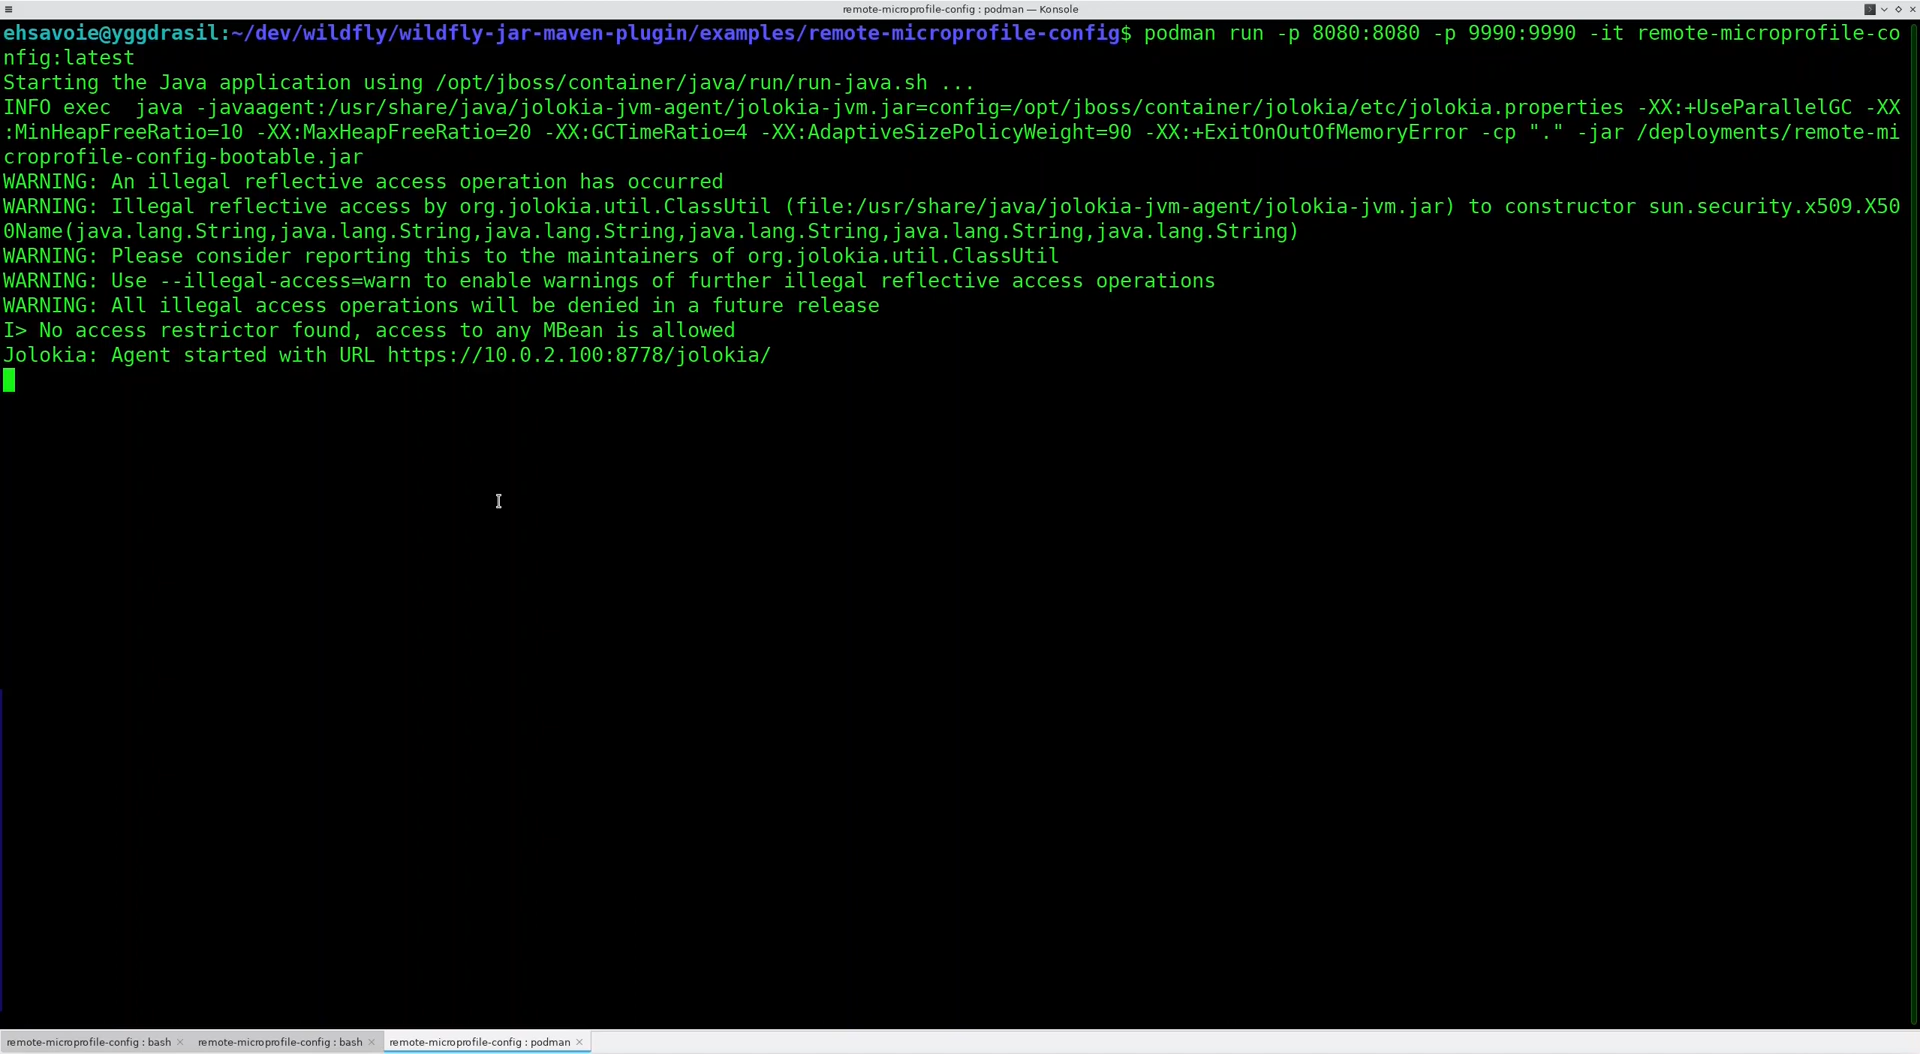 remote-microprofile-config : podman — Konsole
ehsavoie@yggdrasil:~/dev/wildfly/wildfly-jar-maven-plugin/examples/remote-microprofile-config$ podman run -p 8080:8080 -p 9990:9990 -it remote-microprofile-co
nfig:latest
Starting the Java application using /opt/jboss/container/java/run/run-java.sh ...
INFO exec  java -javaagent:/usr/share/java/jolokia-jvm-agent/jolokia-jvm.jar=config=/opt/jboss/container/jolokia/etc/jolokia.properties -XX:+UseParallelGC -XX
:MinHeapFreeRatio=10 -XX:MaxHeapFreeRatio=20 -XX:GCTimeRatio=4 -XX:AdaptiveSizePolicyWeight=90 -XX:+ExitOnOutOfMemoryError -cp "." -jar /deployments/remote-mi
croprofile-config-bootable.jar
WARNING: An illegal reflective access operation has occurred
WARNING: Illegal reflective access by org.jolokia.util.ClassUtil (file:/usr/share/java/jolokia-jvm-agent/jolokia-jvm.jar) to constructor sun.security.x509.X50
0Name(java.lang.String,java.lang.String,java.lang.String,java.lang.String,java.lang.String,java.lang.String)
WARNING: Please consider reporting this to the maintainers of org.jolokia.util.ClassUtil
WARNING: Use --illegal-access=warn to enable warnings of further illegal reflective access operations
WARNING: All illegal access operations will be denied in a future release
I> No access restrictor found, access to any MBean is allowed
Jolokia: Agent started with URL https://10.0.2.100:8778/jolokia/
remote-microprofile-config : bash remote-microprofile-config : bash remote-microprofile-config : podman